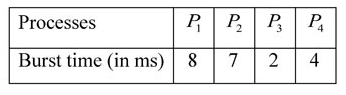 Processes P₁ P₂ P₃ P₄
Burst time (in ms) 8 7 2 4